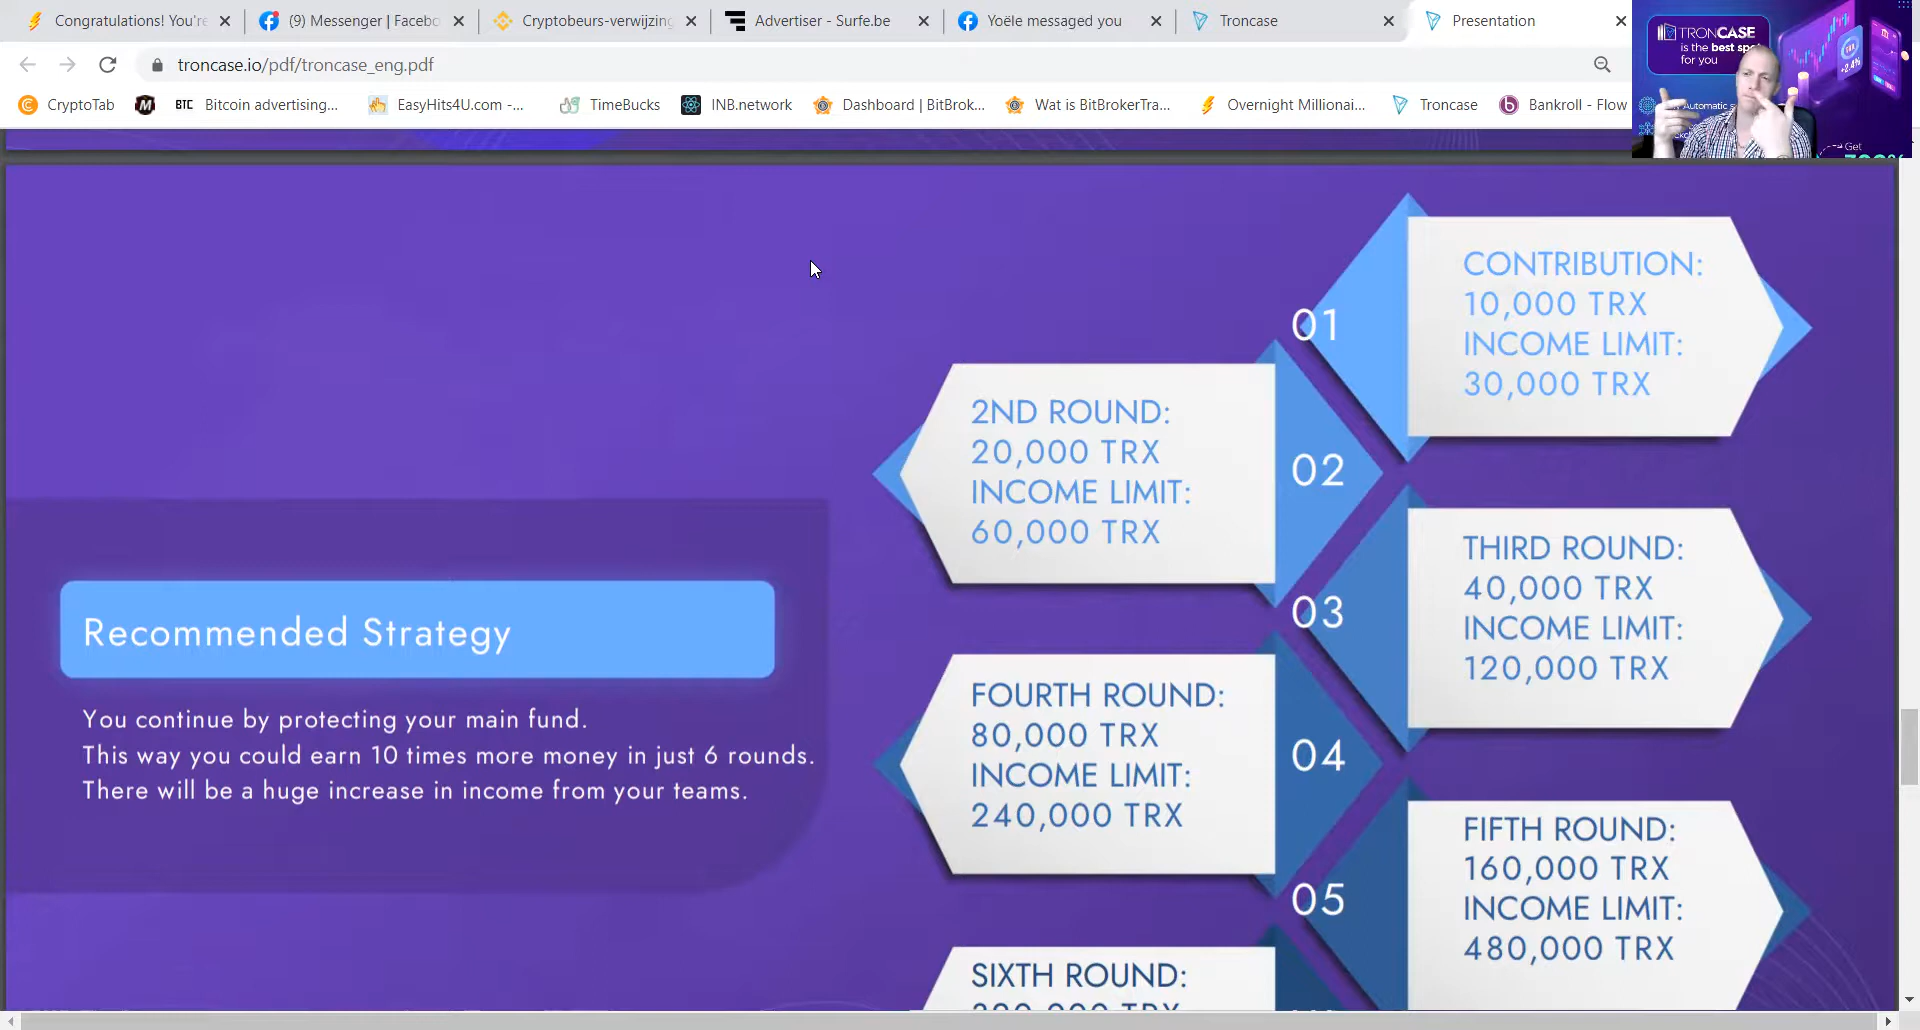 Congratulations! You're
(9) Messenger | Facebo
Cryptobeurs-verwijzing
Advertiser - Surfe.be
Yoële messaged you
Troncase
Presentation
troncase.io/pdf/troncase_eng.pdf
CryptoTab
BTC Bitcoin advertising...
EasyHits4U.com -...
TimeBucks
INB.network
Dashboard | BitBrok...
Wat is BitBrokerTra...
Overnight Millionai...
Troncase
Bankroll - Flow
TRONCASE
is the best
for you
Automatic
Get
CONTRIBUTION:
10,000 TRX
INCOME LIMIT:
30,000 TRX
01
2ND ROUND:
20,000 TRX
INCOME LIMIT:
60,000 TRX
02
THIRD ROUND:
40,000 TRX
INCOME LIMIT:
120,000 TRX
03
Recommended Strategy
You continue by protecting your main fund.
This way you could earn 10 times more money in just 6 rounds.
There will be a huge increase in income from your teams.
FOURTH ROUND:
80,000 TRX
INCOME LIMIT:
240,000 TRX
04
FIFTH ROUND:
160,000 TRX
INCOME LIMIT:
480,000 TRX
05
SIXTH ROUND: